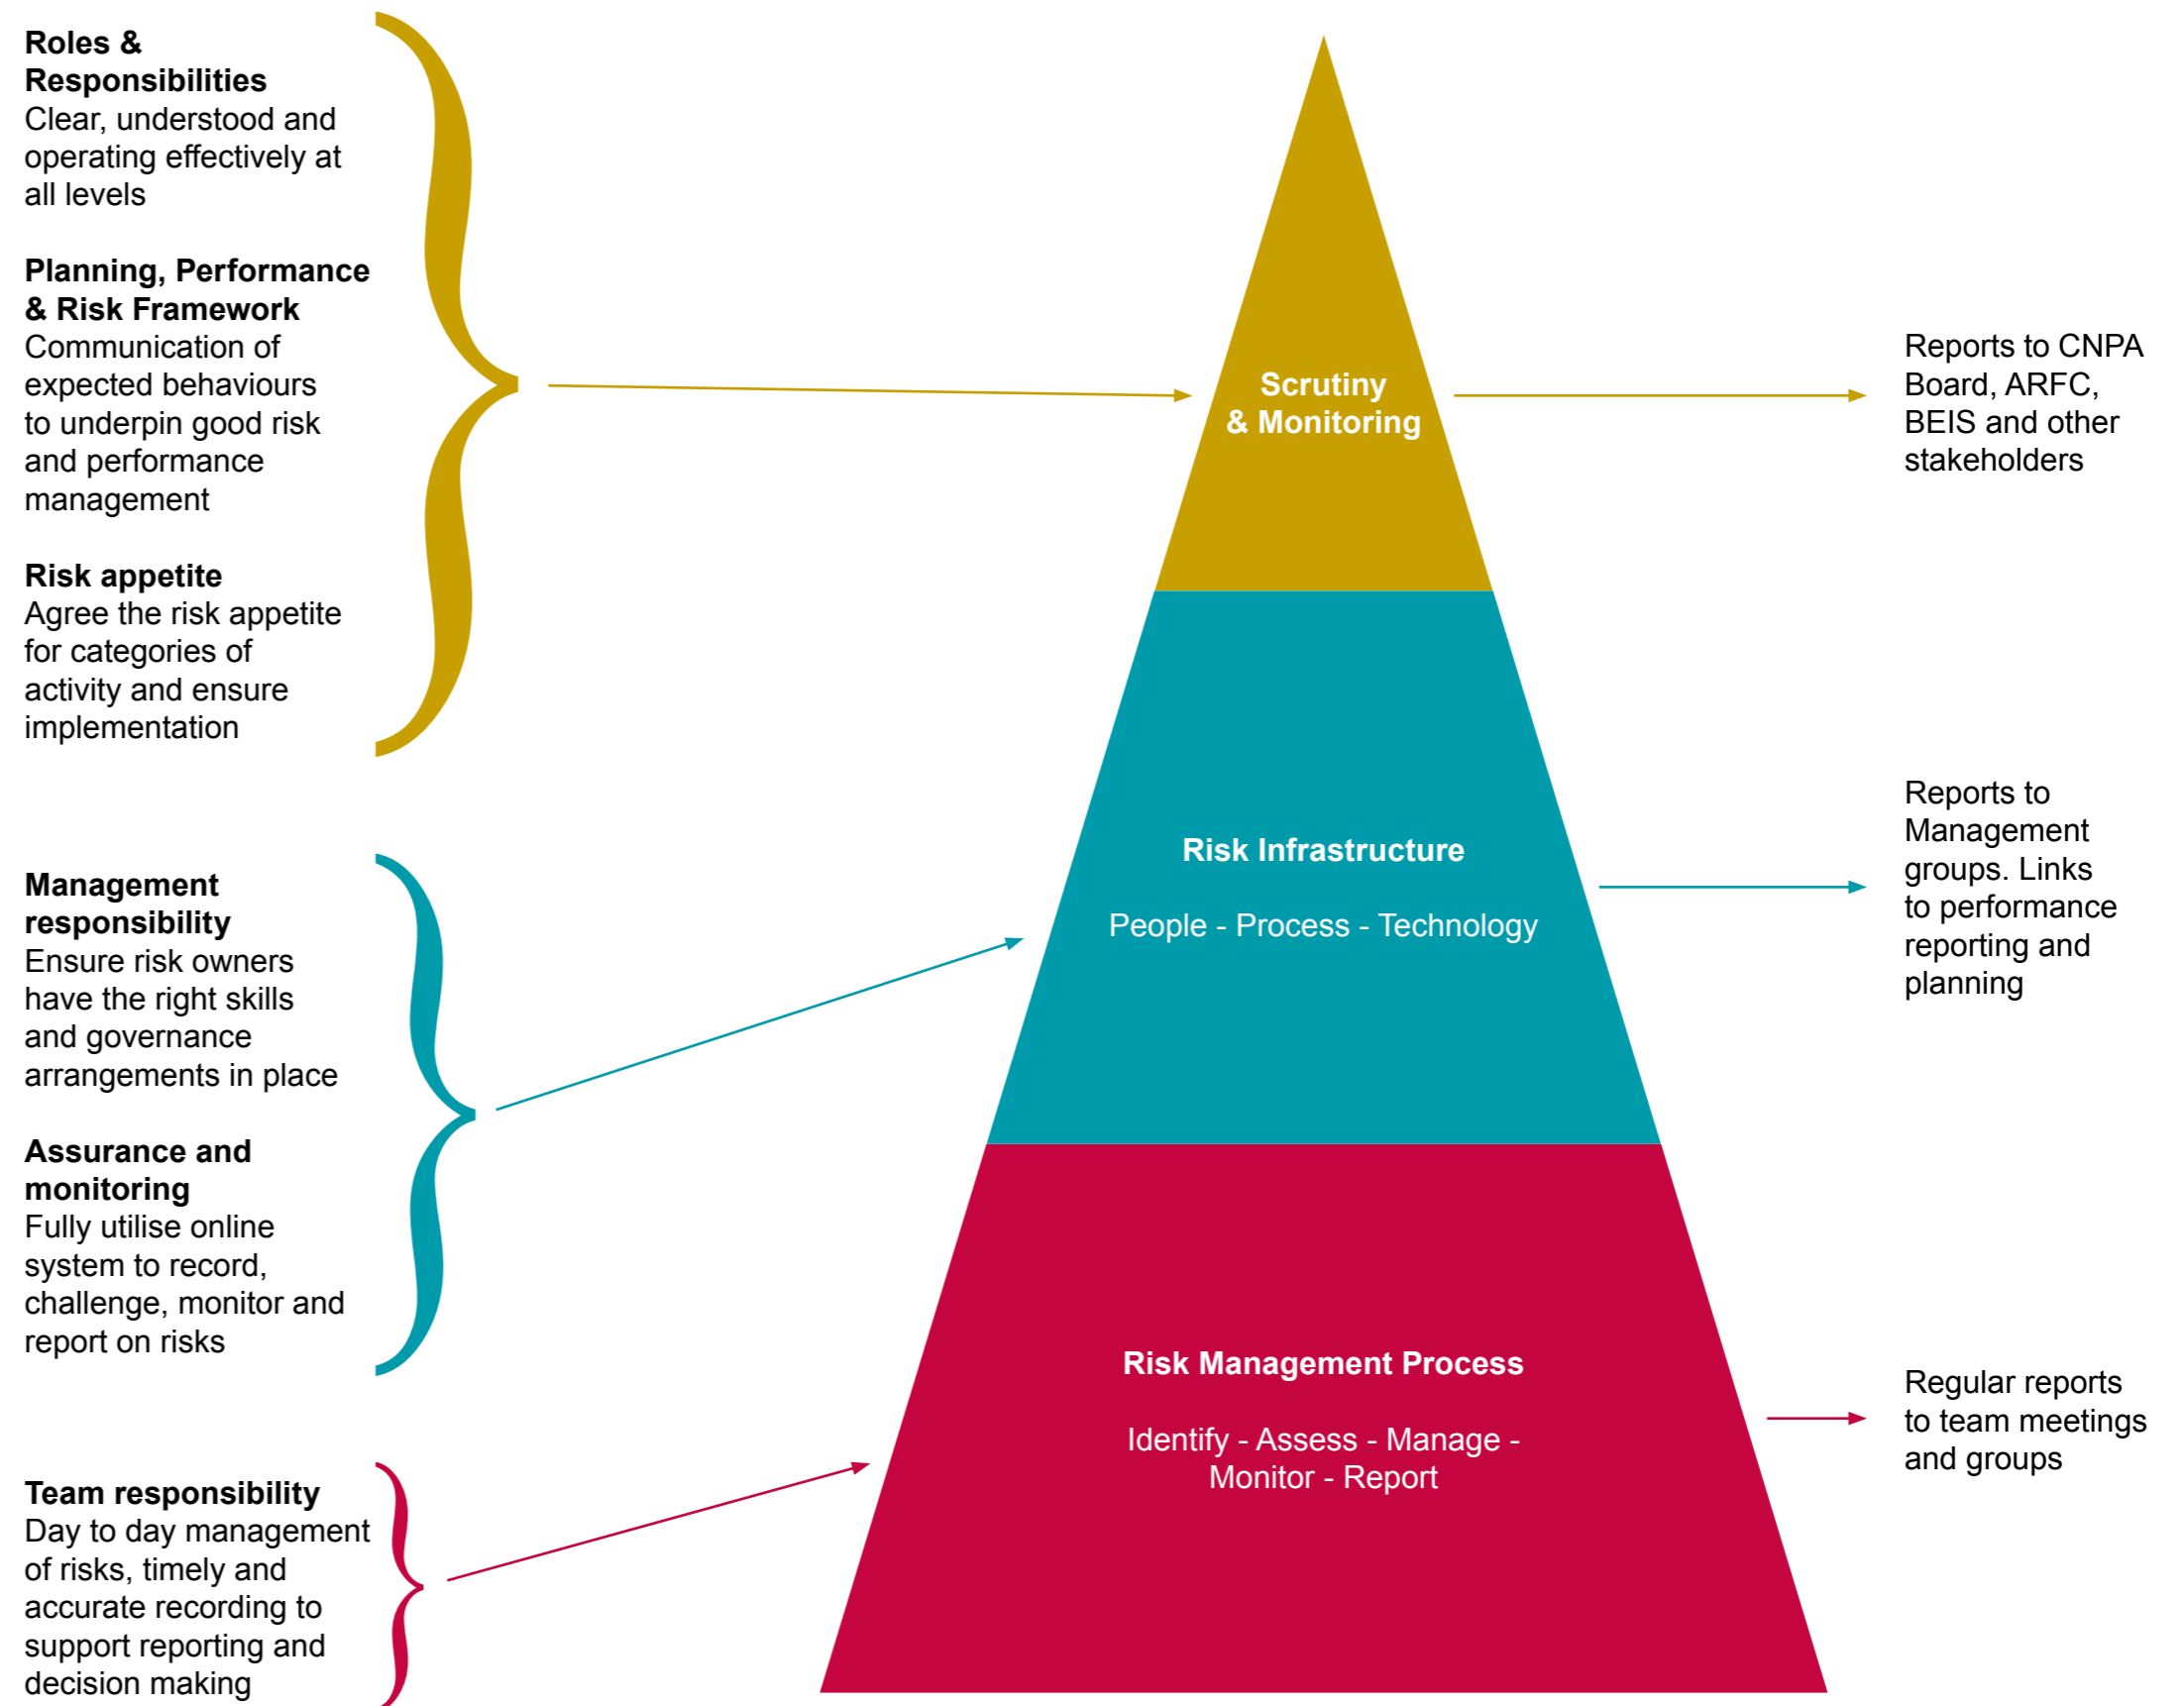 Roles &
Responsibilities
Clear, understood and
operating effectively at
all levels
Planning, Performance
& Risk Framework
Communication of
expected behaviours
to underpin good risk
and performance
management
Risk appetite
Agree the risk appetite
for categories of
activity and ensure
implementation
Management
responsibility
Ensure risk owners
have the right skills
and governance
arrangements in place
Assurance and
monitoring
Fully utilise online
system to record,
challenge, monitor and
report on risks
Team responsibility
Day to day management
of risks, timely and
accurate recording to
support reporting and
decision making
Scrutiny
& Monitoring
Risk Infrastructure
People - Process - Technology
Risk Management Process
Identify - Assess - Manage -
Monitor - Report
Reports to CNPA
Board, ARFC,
BEIS and other
stakeholders
Reports to
Management
groups. Links
to performance
reporting and
planning
Regular reports
to team meetings
and groups